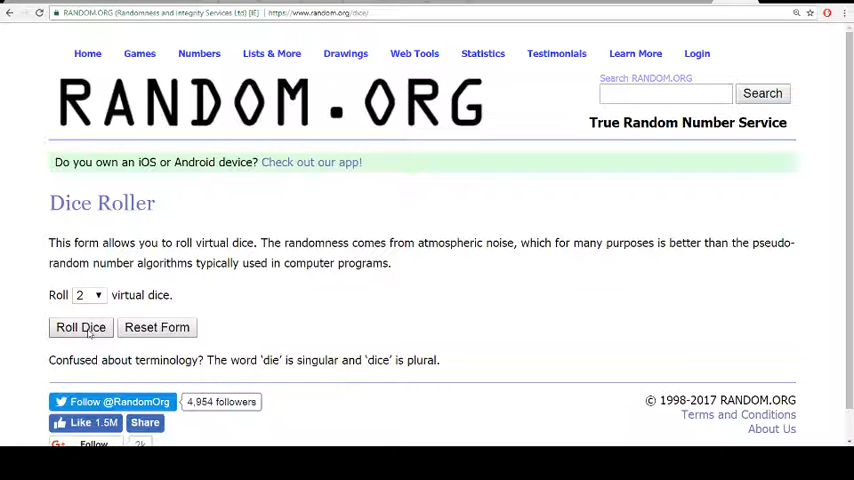 RANDOM.ORG (Randomness and Integrity Services Ltd) [IE] https://www.random.org/dice/
Home Games Numbers Lists & More Drawings Web Tools Statistics Testimonials Learn More Login
RANDOM.ORG
Search RANDOM.ORG
Search
True Random Number Service
Do you own an iOS or Android device? Check out our app!
Dice Roller
This form allows you to roll virtual dice. The randomness comes from atmospheric noise, which for many purposes is better than the pseudo-
random number algorithms typically used in computer programs.
Roll 2 virtual dice.
Roll Dice Reset Form
Confused about terminology? The word ‘die’ is singular and ‘dice’ is plural.
Follow @RandomOrg 4,954 followers
© 1998-2017 RANDOM.ORG
Like 1.5M Share
Terms and Conditions
About Us
G+ Follow 2k